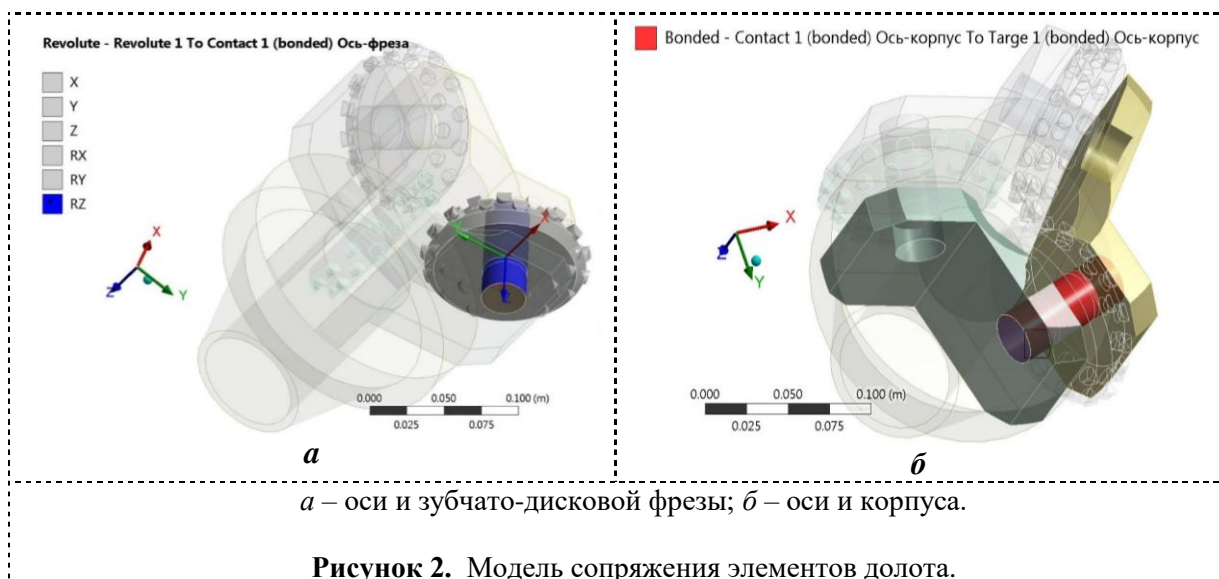 Revolute - Revolute 1 To Contact 1 (bonded) Ось-фреза
X
Y
Z
RX
RY
RZ
X
Y
Z
Y
X
Z
0.000 0.050 0.100 (m)
0.025 0.075
а
Bonded - Contact 1 (bonded) Ось-корпус To Targe 1 (bonded) Ось-корпус
X
Z
Y
0.000 0.050 0.100 (m)
0.025 0.075
б
а – оси и зубчато-дисковой фрезы; б – оси и корпуса.
Рисунок 2. Модель сопряжения элементов долота.